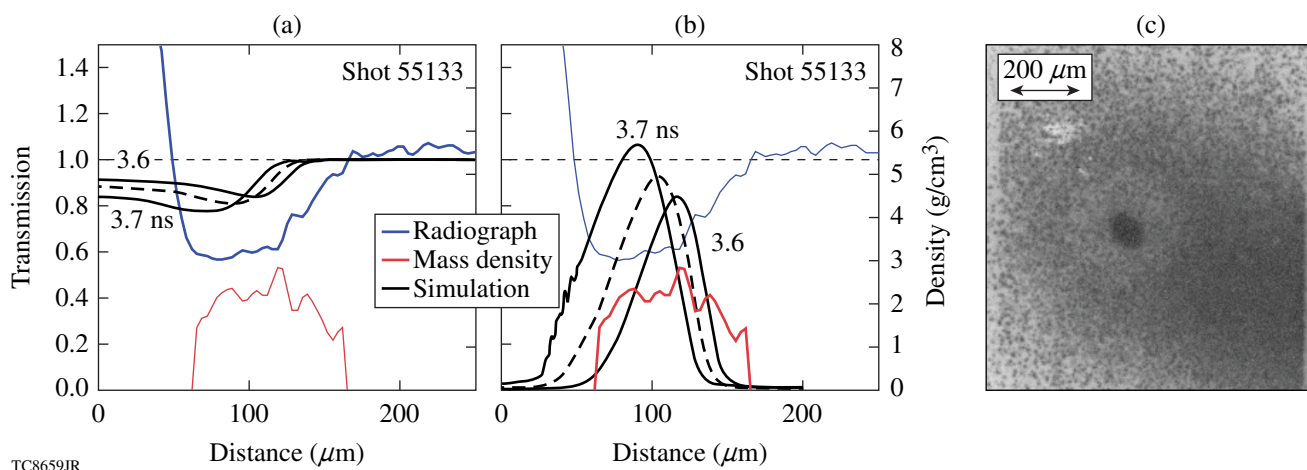 (a)
(b)
(c)
Transmission
1.4
1.2
1.0
0.8
0.6
0.4
0.2
0.0
Shot 55133
3.6
3.7 ns
Radiograph
Mass density
Simulation
0
100
200
Distance (μm)
Shot 55133
3.7 ns
3.6
8
7
6
5
4
3
2
1
0
Density (g/cm³)
0
100
200
Distance (μm)
200 μm
TC8659JR